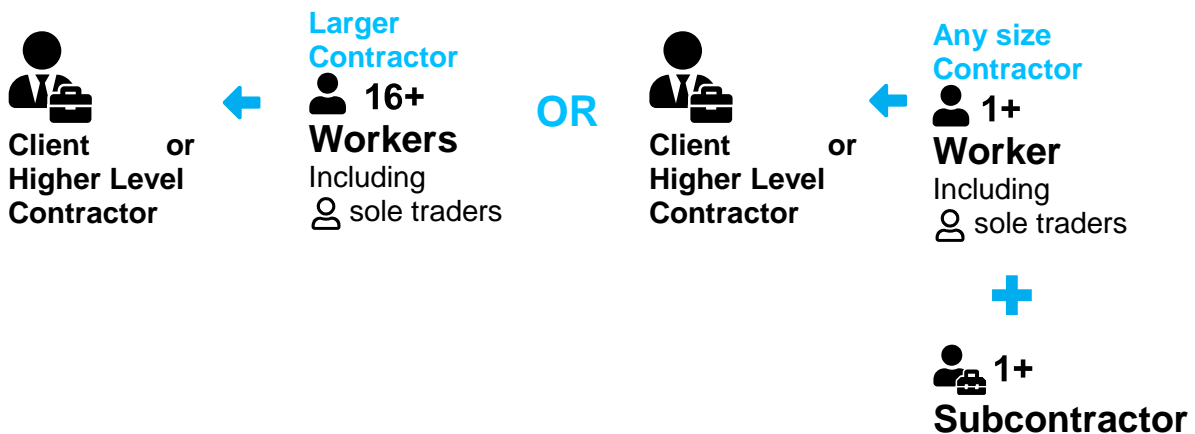 Client or
Higher Level
Contractor
Larger
Contractor
16+
Workers
Including
sole traders
OR
Client or
Higher Level
Contractor
Any size
Contractor
1+
Worker
Including
sole traders
1+
Subcontractor